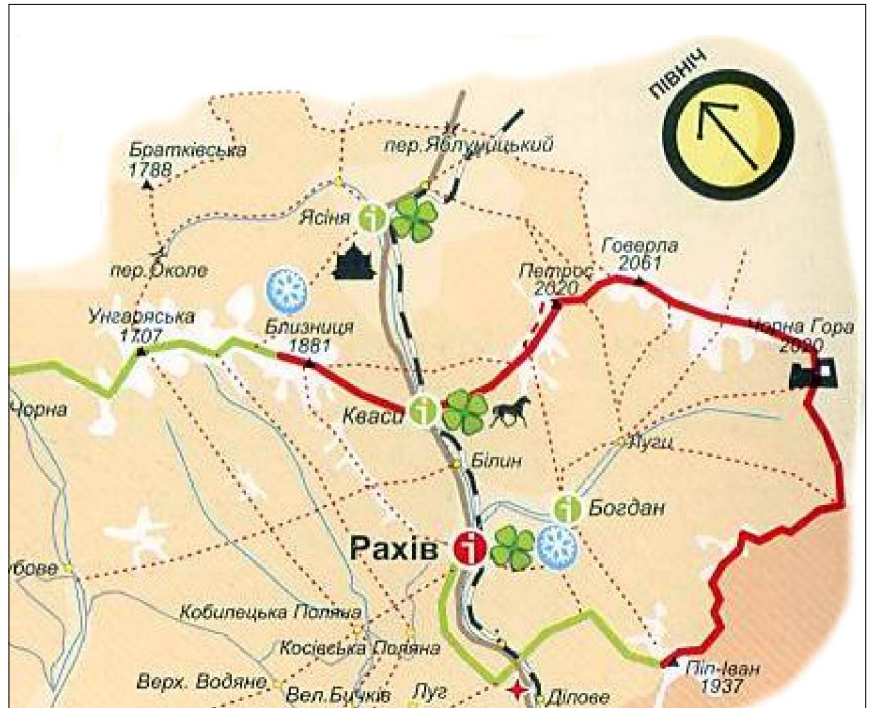 ПІВНІЧ
Братківська
1788
пер. Яблуницький
Ясіня
пер. Околе
Говерла
2061
Петрос
2020
Унгаряська
1707
Близниця
1881
Чорна Гора
2020
Чорна
Кваси
Лугц
Білин
Богдан
Рахів
убове
Кобилецька Поляна
Косівська Поляна
Верх. Водяне
Вел. Бичків
Луг
Піп-Іван
1937
Ділове